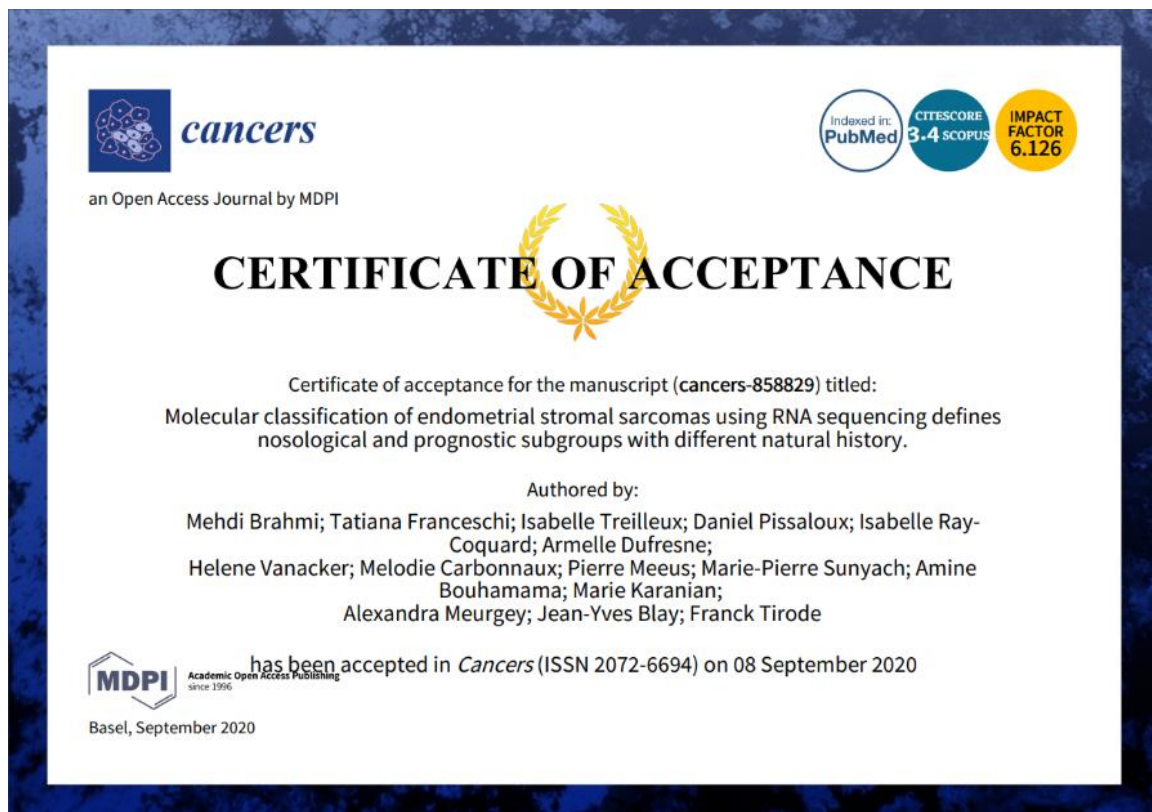 cancers
Indexed in:
PubMed
CITESCORE
3.4 SCOPUS
IMPACT
FACTOR
6.126
an Open Access Journal by MDPI
CERTIFICATE OF ACCEPTANCE
Certificate of acceptance for the manuscript (cancers-858829) titled:
Molecular classification of endometrial stromal sarcomas using RNA sequencing defines
nosological and prognostic subgroups with different natural history.
Authored by:
Mehdi Brahmi; Tatiana Franceschi; Isabelle Treilleux; Daniel Pissaloux; Isabelle Ray-
Coquard; Armelle Dufresne;
Helene Vanacker; Melodie Carbonnaux; Pierre Meeus; Marie-Pierre Sunyach; Amine
Bouhamama; Marie Karanian;
Alexandra Meurgey; Jean-Yves Blay; Franck Tirode
has been accepted in Cancers (ISSN 2072-6694) on 08 September 2020
MDPI
Academic Open Access Publishing
since 1996
Basel, September 2020